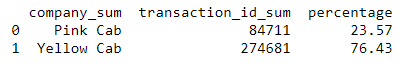 company_sum transaction_id_sum percentage
0 Pink Cab 84711 23.57
1 Yellow Cab 274681 76.43